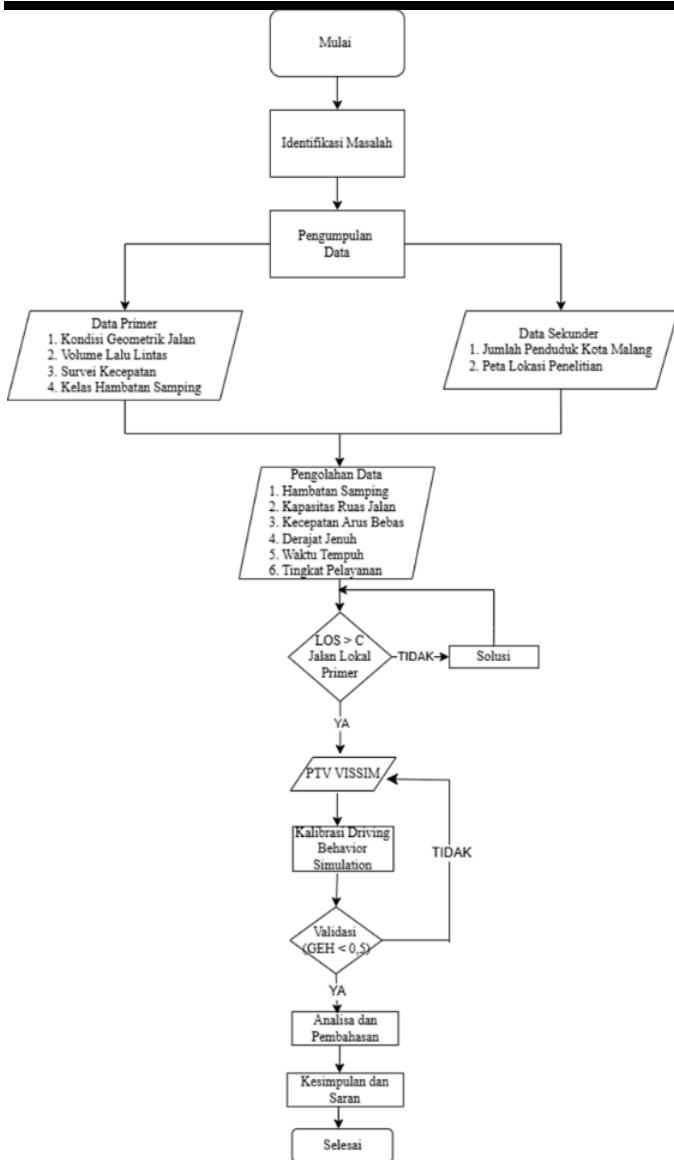 Mulai
Identifikasi Masalah
Pengumpulan
Data
Data Primer
1. Kondisi Geometrik Jalan
2. Volume Lalu Lintas
3. Survei Kecepatan
4. Kelas Hambatan Samping
Data Sekunder
1. Jumlah Penduduk Kota Malang
2. Peta Lokasi Penelitian
Pengolahan Data
1. Hambatan Samping
2. Kapasitas Ruas Jalan
3. Kecepatan Arus Bebas
4. Derajat Jenuh
5. Waktu Tempuh
6. Tingkat Pelayanan
LOS > C
Jalan Lokal
Primer
TIDAK
Solusi
YA
PTV VISSIM
Kalibrasi Driving
Behavior
Simulation
TIDAK
Validasi
(GEH < 0,5)
YA
Analisa dan
Pembahasan
Kesimpulan dan
Saran
Selesai